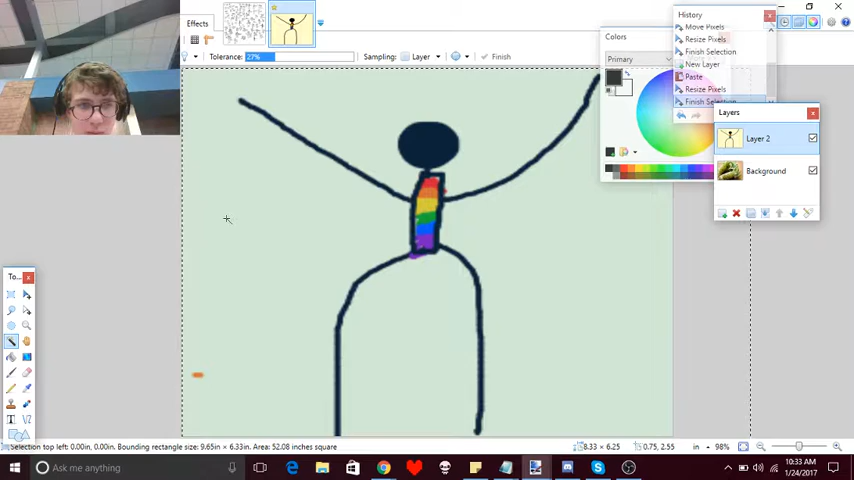 Effects
Tolerance: 27%
Sampling: Layer
Finish
History
Move Pixels
Resize Pixels
Finish Selection
New Layer
Paste
Resize Pixels
Finish Selection
Colors
Primary
Layers
Layer 2
Background
To...
Selection top left: 0.00in, 0.00in. Bounding rectangle size: 9.65in × 6.33in. Area: 52.08 inches square
8.33 × 6.25
0.75, 2.55
in
98%
Ask me anything
10:33 AM
1/24/2017